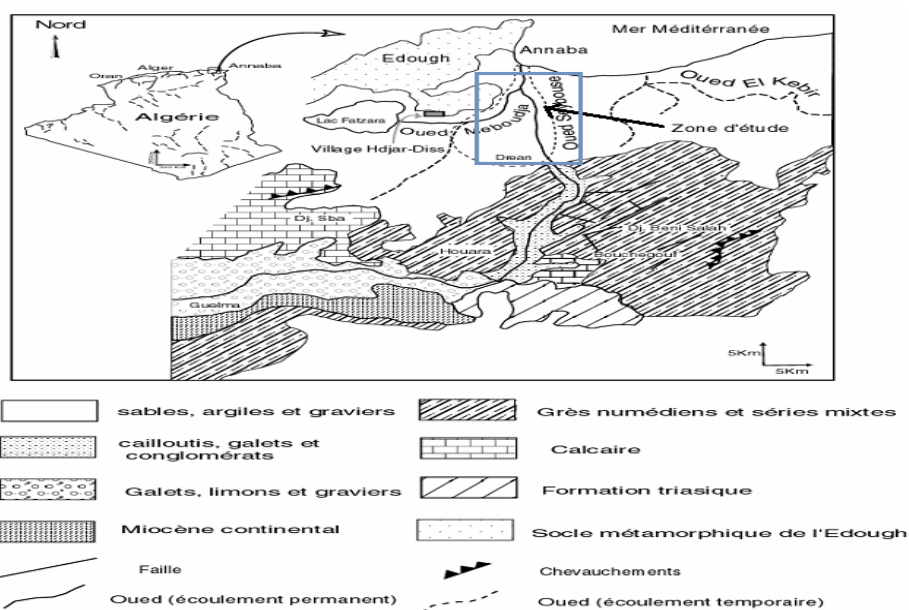 Nord
Mer Méditérranée
Annaba
Edough
Alger
Annaba
Oran
Oued El Kebir
Oued Seybouse
Algérie
Lac Fatzara
Oued Meboudja
Zone d'étude
Village Hdjar-Diss
Drean
Dj. Sba
Dj. Beni Salah
Houara
Bouchegouf
Guelma
5Km
5Km
sables, argiles et graviers
Grès numédiens et séries mixtes
cailloutis, galets et
conglomérats
Calcaire
Galets, limons et graviers
Formation triasique
Miocène continental
Socle métamorphique de l'Edough
Faille
Chevauchements
Oued (écoulement permanent)
Oued (écoulement temporaire)